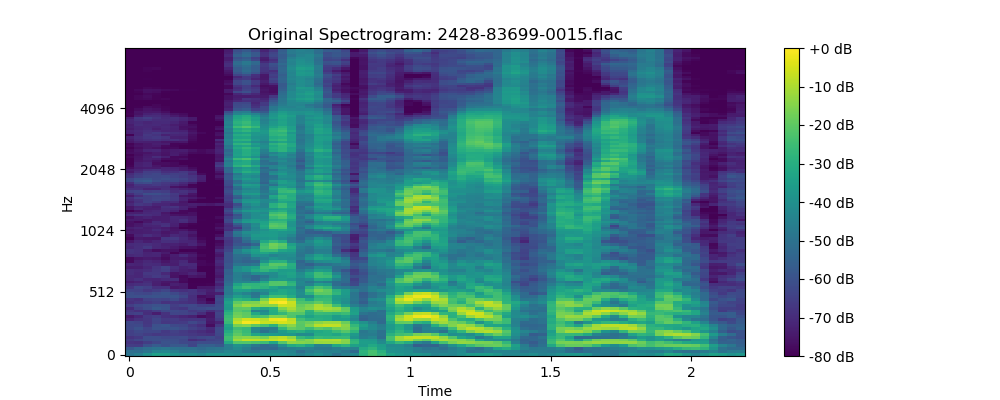 Original Spectrogram: 2428-83699-0015.flac
+0 dB
4096
-10 dB
-20 dB
2048
-30 dB
Hz
1024
-40 dB
-50 dB
512
-60 dB
-70 dB
0
-80 dB
0 0.5 1 1.5 2
Time